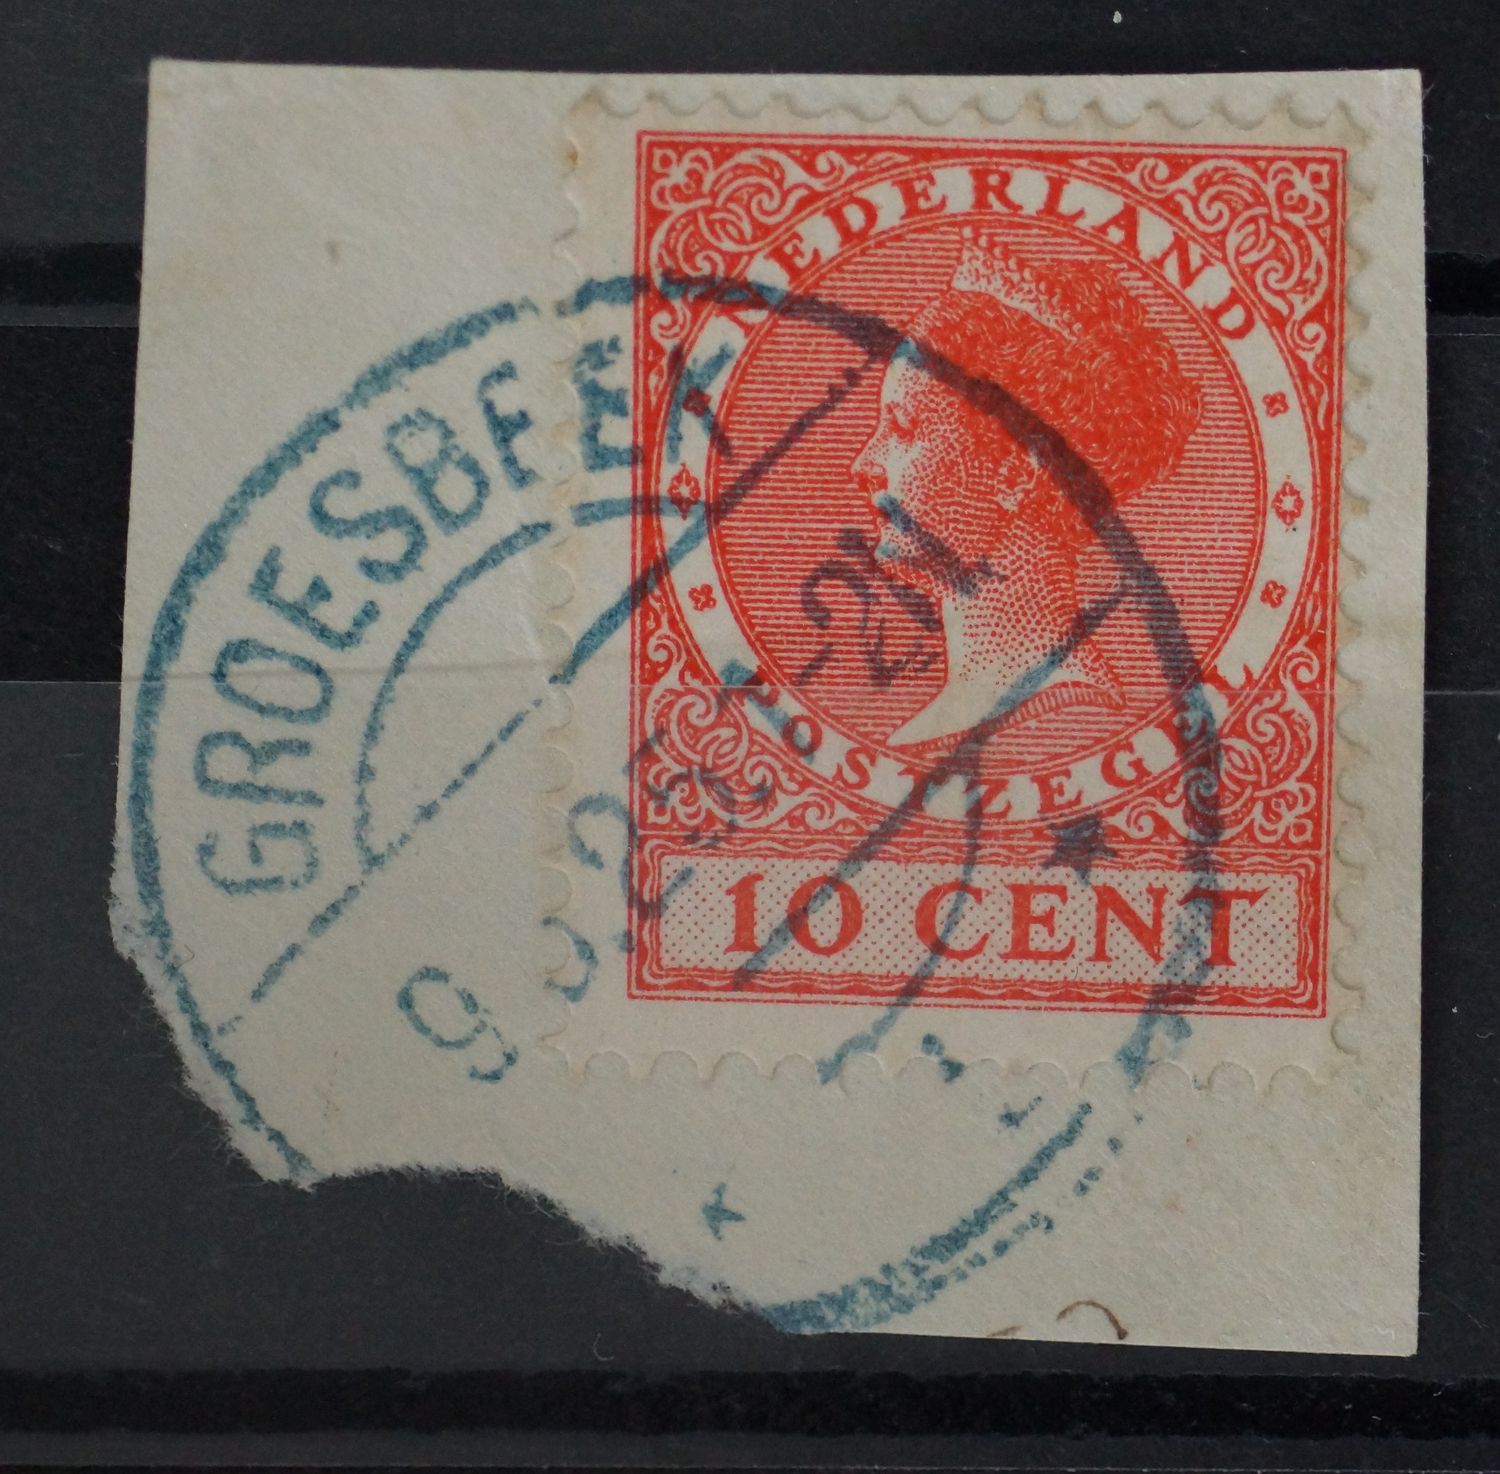 NEDERLAND
POSTZEGEL
10 CENT
GROESBEEK